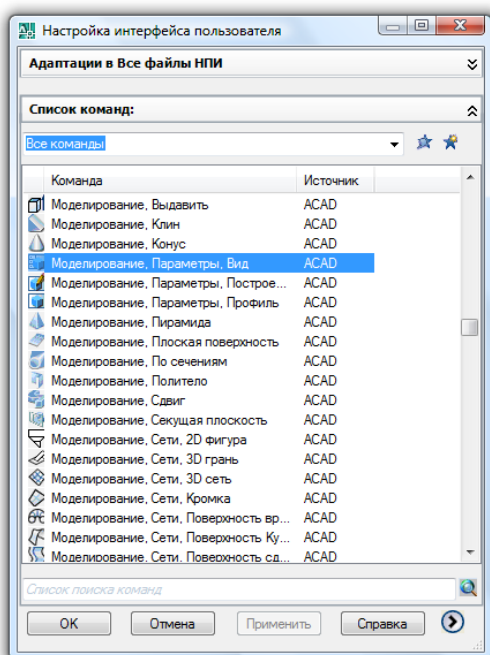 Настройка интерфейса пользователя
Адаптации в Все файлы НПИ
Список команд:
Все команды
Команда Источник
Моделирование, Выдавить ACAD
Моделирование, Клин ACAD
Моделирование, Конус ACAD
Моделирование, Параметры, Вид ACAD
Моделирование, Параметры, Построе... ACAD
Моделирование, Параметры, Профиль ACAD
Моделирование, Пирамида ACAD
Моделирование, Плоская поверхность ACAD
Моделирование, По сечениям ACAD
Моделирование, Политело ACAD
Моделирование, Сдвиг ACAD
Моделирование, Секущая плоскость ACAD
Моделирование, Сети, 2D фигура ACAD
Моделирование, Сети, 3D грань ACAD
Моделирование, Сети, 3D сеть ACAD
Моделирование, Сети, Кромка ACAD
Моделирование, Сети, Поверхность вр... ACAD
Моделирование, Сети, Поверхность Ку... ACAD
Моделирование, Сети, Поверхность сд... ACAD
Список поиска команд
OK Отмена Применить Справка